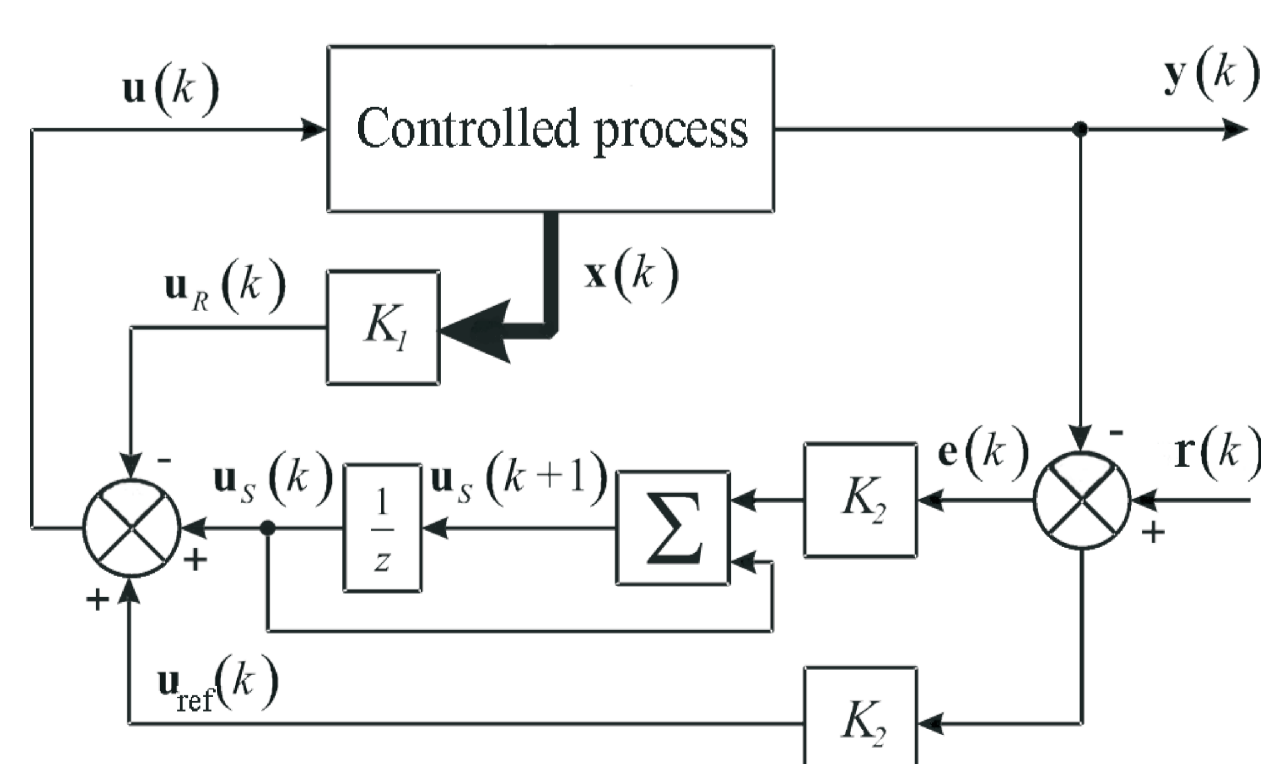 u(k)
y(k)
Controlled process
x(k)
u_R(k)
K_1
-
-
u_S(k)
1/z
u_S(k+1)
Σ
K_2
e(k)
r(k)
+
+
+
u_ref(k)
K_2